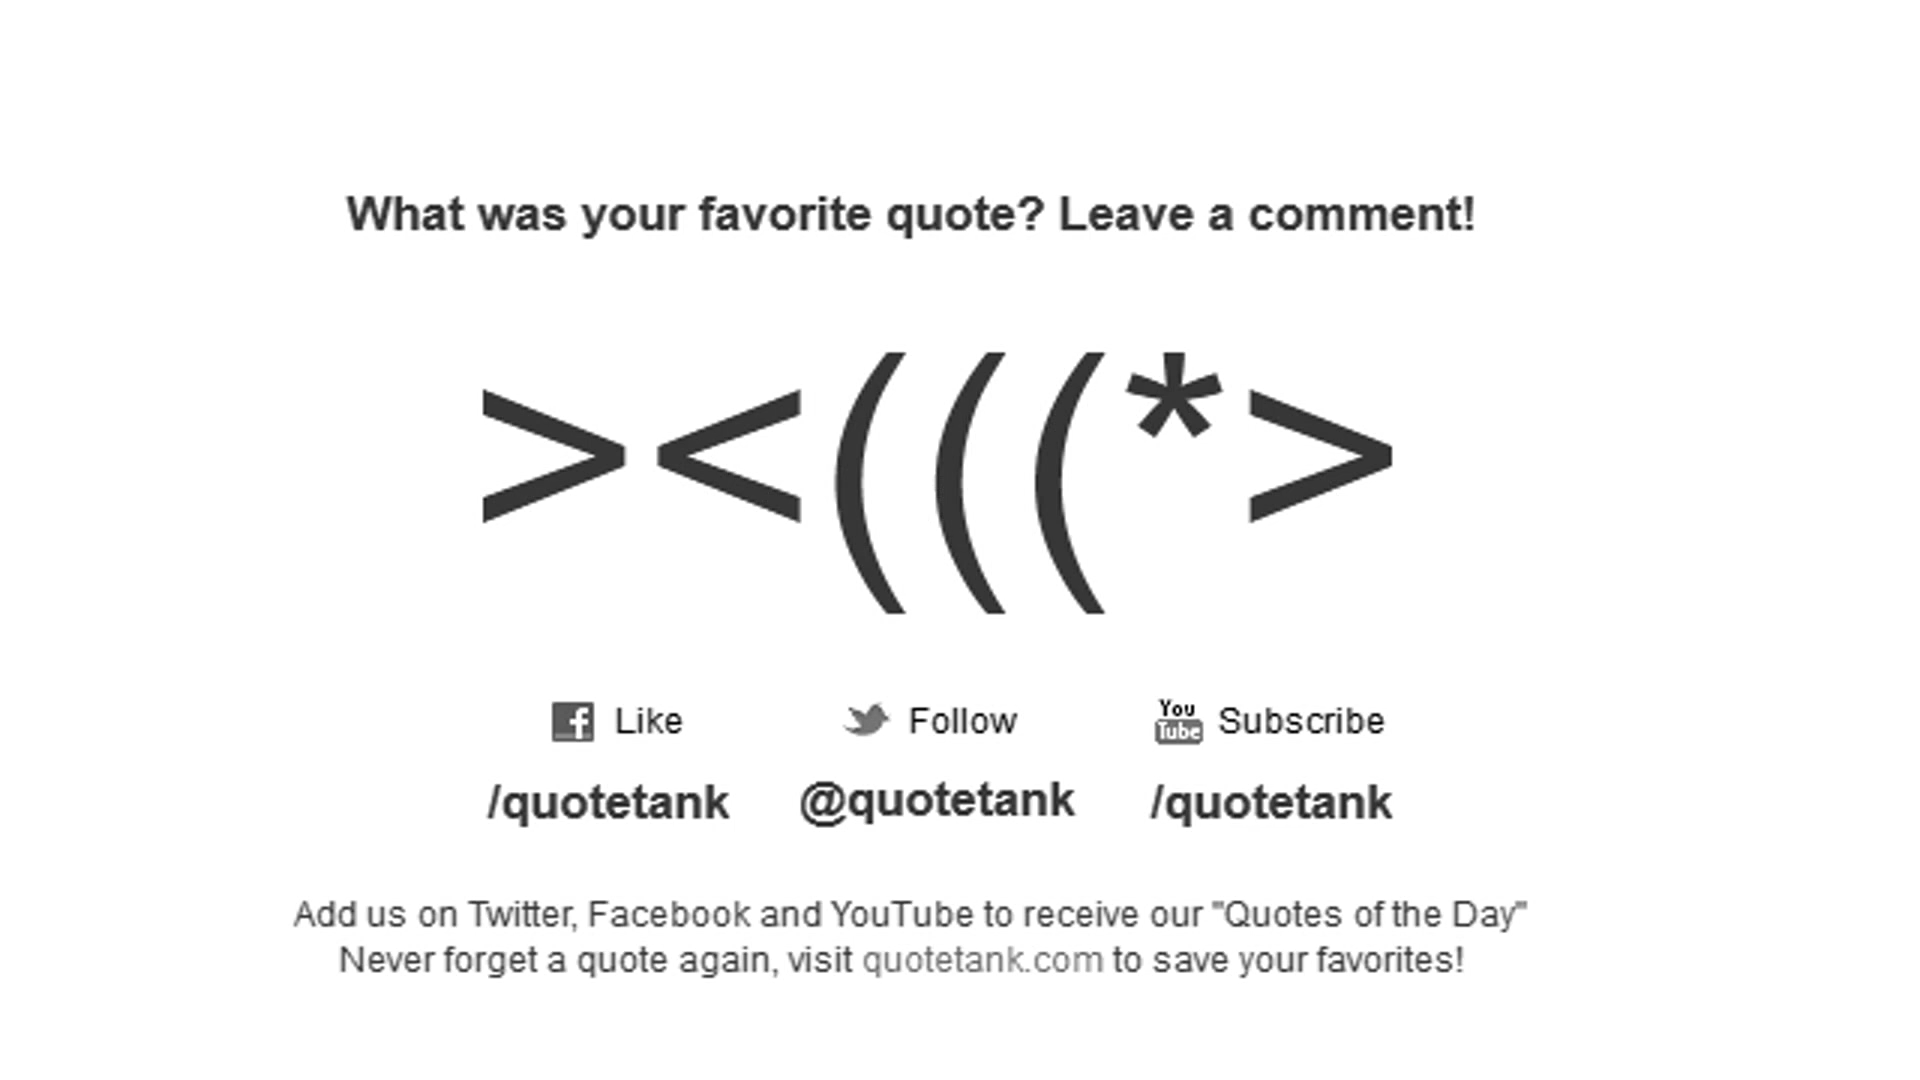 What was your favorite quote? Leave a comment!
><(((*>
f Like Follow You Tube Subscribe
/quotetank @quotetank /quotetank
Add us on Twitter, Facebook and YouTube to receive our "Quotes of the Day"
Never forget a quote again, visit quotetank.com to save your favorites!